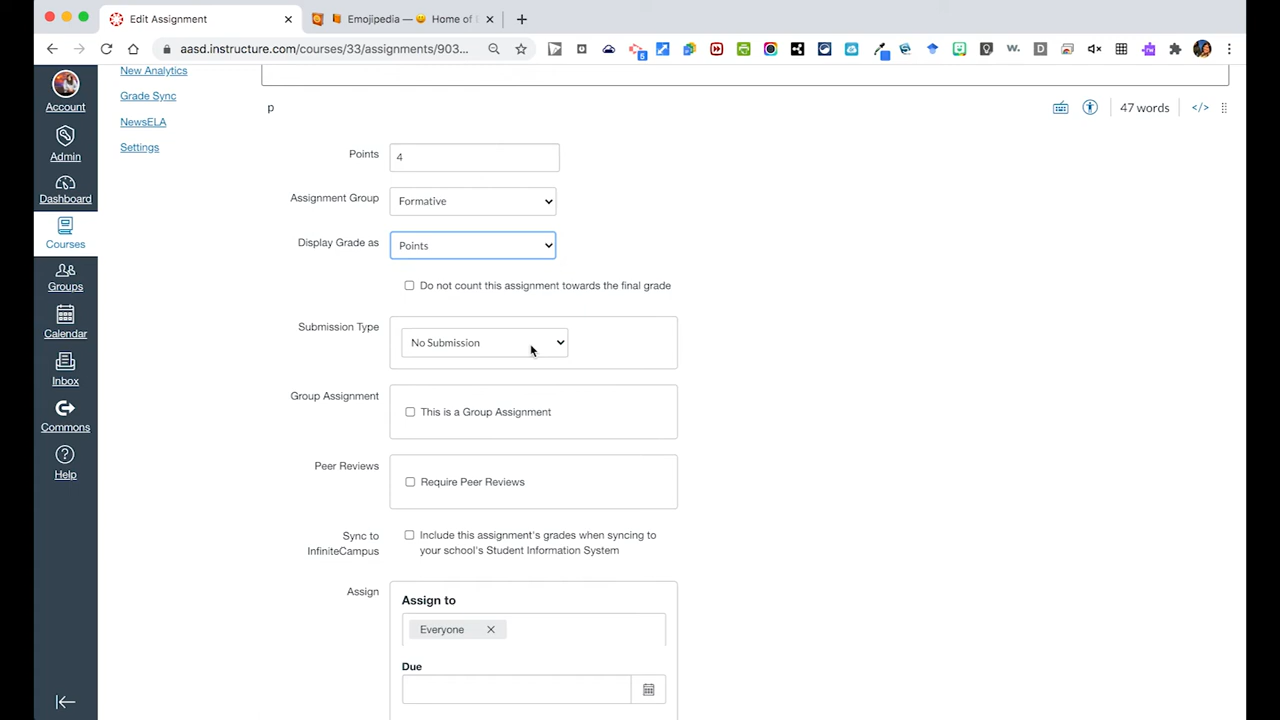 Edit Assignment
Emojipedia — 😀 Home of
aasd.instructure.com/courses/33/assignments/903...
Account
Admin
Dashboard
Courses
Groups
Calendar
Inbox
Commons
Help
New Analytics
Grade Sync
NewsELA
Settings
p
47 words
</>
Points
4
Assignment Group
Formative
Display Grade as
Points
Do not count this assignment towards the final grade
Submission Type
No Submission
Group Assignment
This is a Group Assignment
Peer Reviews
Require Peer Reviews
Sync to
InfiniteCampus
Include this assignment's grades when syncing to
your school's Student Information System
Assign
Assign to
Everyone
Due